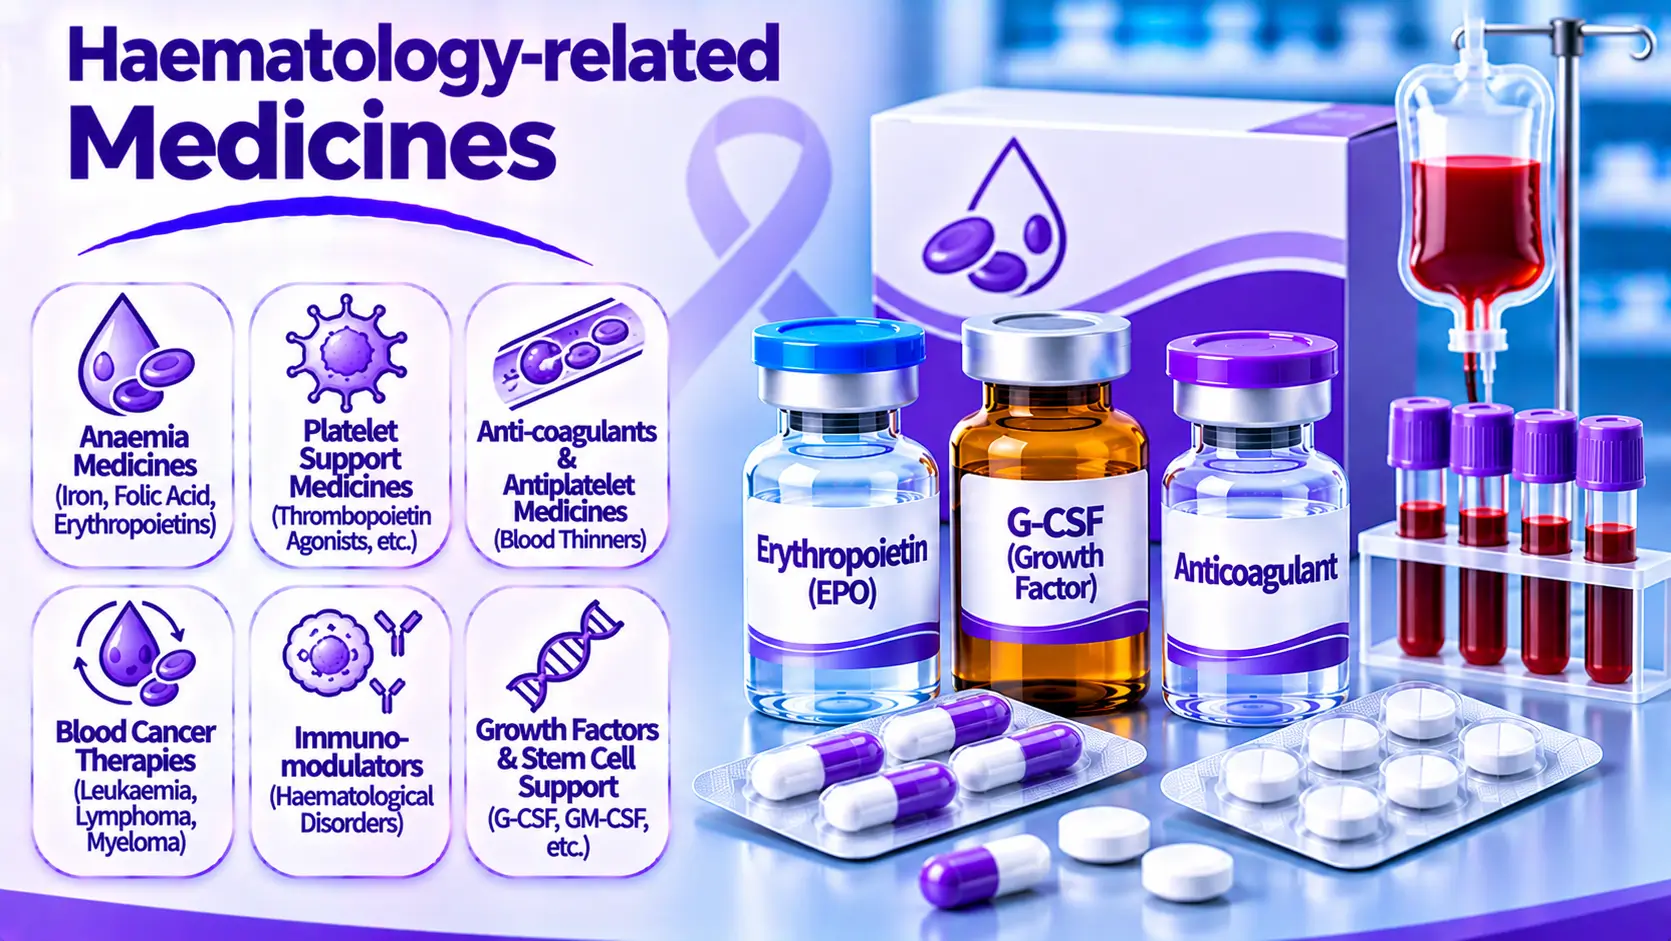 Haematology-related
Medicines
Anaemia
Medicines
(Iron, Folic Acid,
Erythropoietins)
Platelet
Support
Medicines
(Thrombopoietin
Agonists, etc.)
Anti-coagulants
&
Antiplatelet
Medicines
(Blood Thinners)
Blood Cancer
Therapies
(Leukaemia,
Lymphoma,
Myeloma)
Immuno-
modulators
(Haematological
Disorders)
Growth Factors
& Stem Cell
Support
(G-CSF, GM-CSF,
etc.)
Erythropoietin
(EPO)
G-CSF
(Growth
Factor)
Anticoagulant